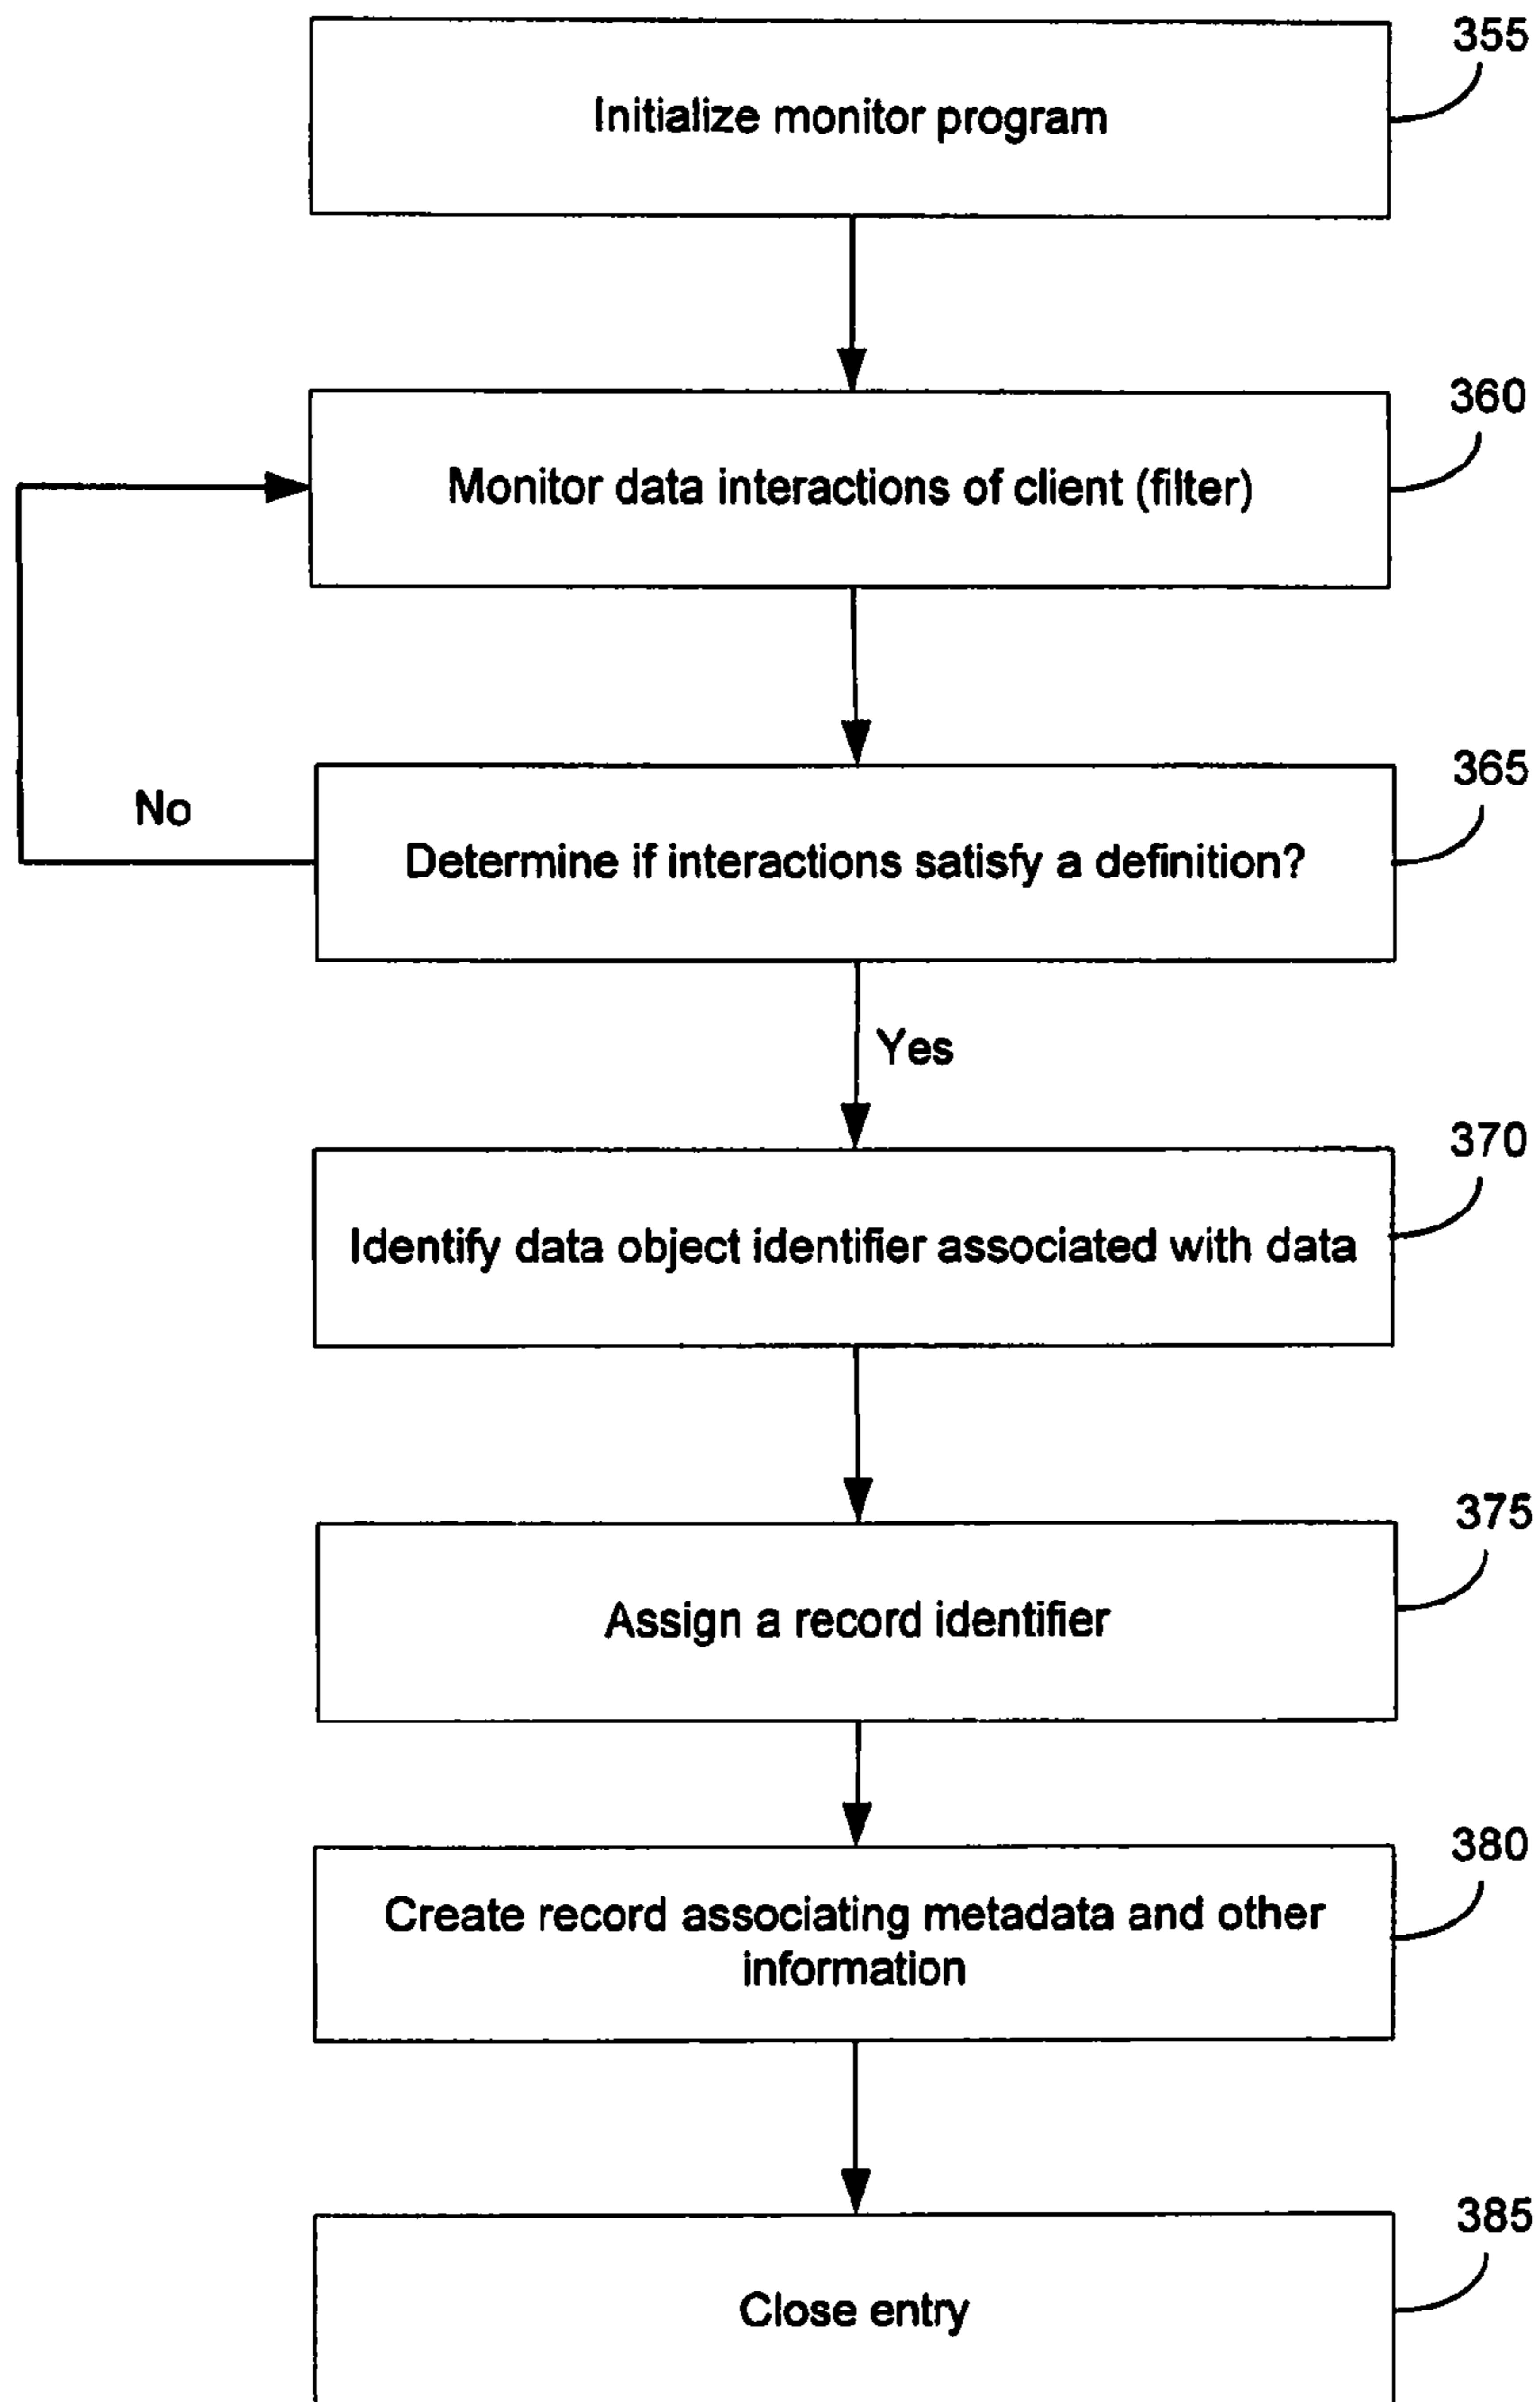 355
Initialize monitor program
360
Monitor data interactions of client (filter)
365
No
Determine if interactions satisfy a definition?
Yes
370
Identify data object identifier associated with data
375
Assign a record identifier
380
Create record associating metadata and other
information
385
Close entry